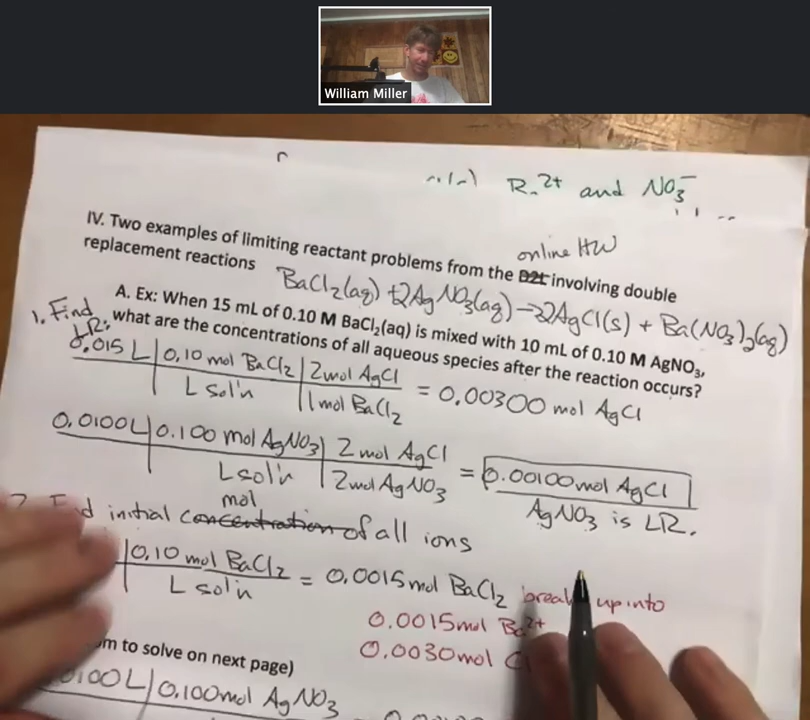 William Miller
and NO3-
IV. Two examples of limiting reactant problems from the online HW involving double
replacement reactions
BaCl2(aq) + 2AgNO3(aq) → 2AgCl(s) + Ba(NO3)2(aq)
A. Ex: When 15 mL of 0.10 M BaCl2(aq) is mixed with 10 mL of 0.10 M AgNO3,
what are the concentrations of all aqueous species after the reaction occurs?
1. Find LR:
0.015 L | 0.10 mol BaCl2 | 2 mol AgCl = 0.00300 mol AgCl
L sol'n | 1 mol BaCl2
0.0100 L | 0.100 mol AgNO3 | 2 mol AgCl = 0.00100 mol AgCl
L sol'n | 2 mol AgNO3
AgNO3 is LR.
mol
initial concentration of all ions
0.10 mol BaCl2 = 0.0015 mol BaCl2 break up into
L sol'n
0.0015 mol Ba2+
0.0030 mol
to solve on next page)
0.100 mol AgNO3